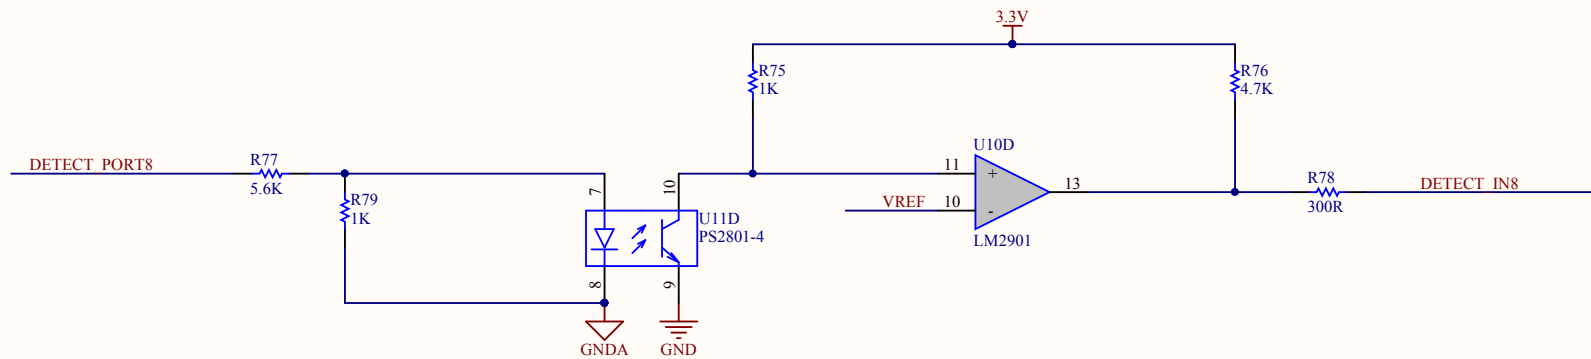 3.3V
R75
1K
R76
4.7K
DETECT_PORT8
R77
5.6K
R79
1K
7
10
U11D
PS2801-4
8
9
GNDA
GND
U10D
11
+
VREF
10
-
13
LM2901
R78
300R
DETECT_IN8